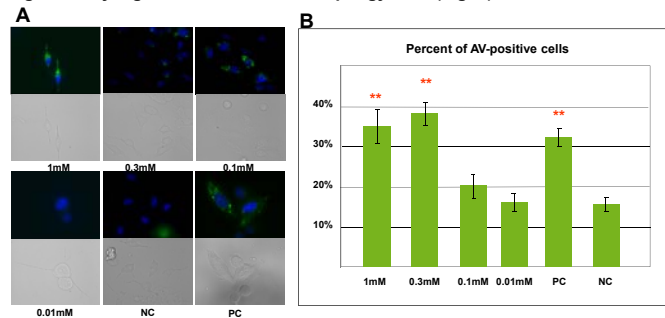 A
1mM
0.3mM
0.1mM
0.01mM
NC
PC
B
Percent of AV-positive cells
40%
30%
20%
10%
**
**
**
1mM
0.3mM
0.1mM
0.01mM
PC
NC